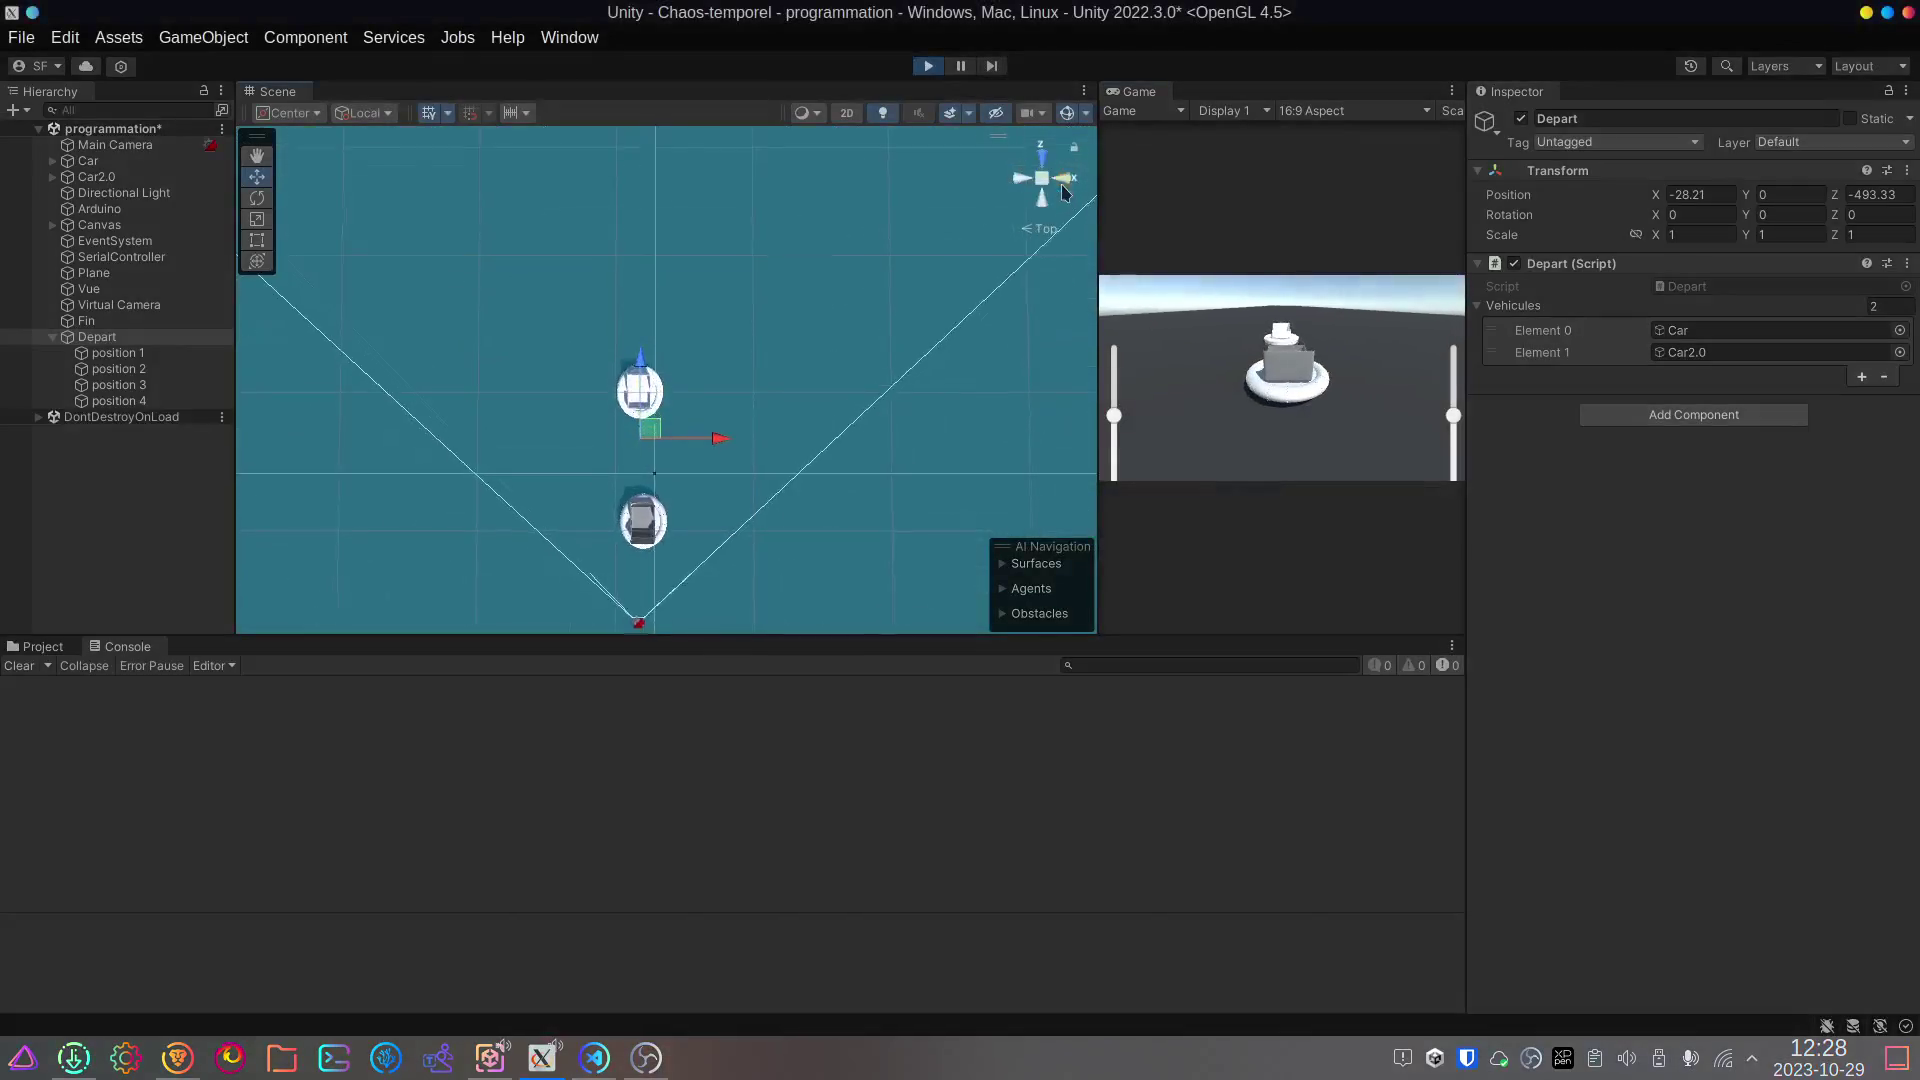 Unity - Chaos-temporel - programmation - Windows, Mac, Linux - Unity 2022.3.0* <OpenGL 4.5>
File Edit Assets GameObject Component Services Jobs Help Window
SF Layers Layout
Hierarchy Scene Game Inspector
All Center Local 2D Game Display 1 16:9 Aspect Sca
Depart Static
Tag Untagged Layer Default
programmation*
Main Camera
Car
Car2.0
Directional Light
Arduino
Canvas
EventSystem
SerialController
Plane
Vue
Virtual Camera
Fin
Depart
position 1
position 2
position 3
position 4
DontDestroyOnLoad
z
x
Top
AI Navigation
Surfaces
Agents
Obstacles
Transform
Position X -28.21 Y 0 Z -493.33
Rotation X 0 Y 0 Z 0
Scale X 1 Y 1 Z 1
# Depart (Script)
Script Depart
Vehicules 2
Element 0 Car
Element 1 Car2.0
+ -
Add Component
Project Console
Clear Collapse Error Pause Editor 0 0 0
XP PEN
12:28
2023-10-29